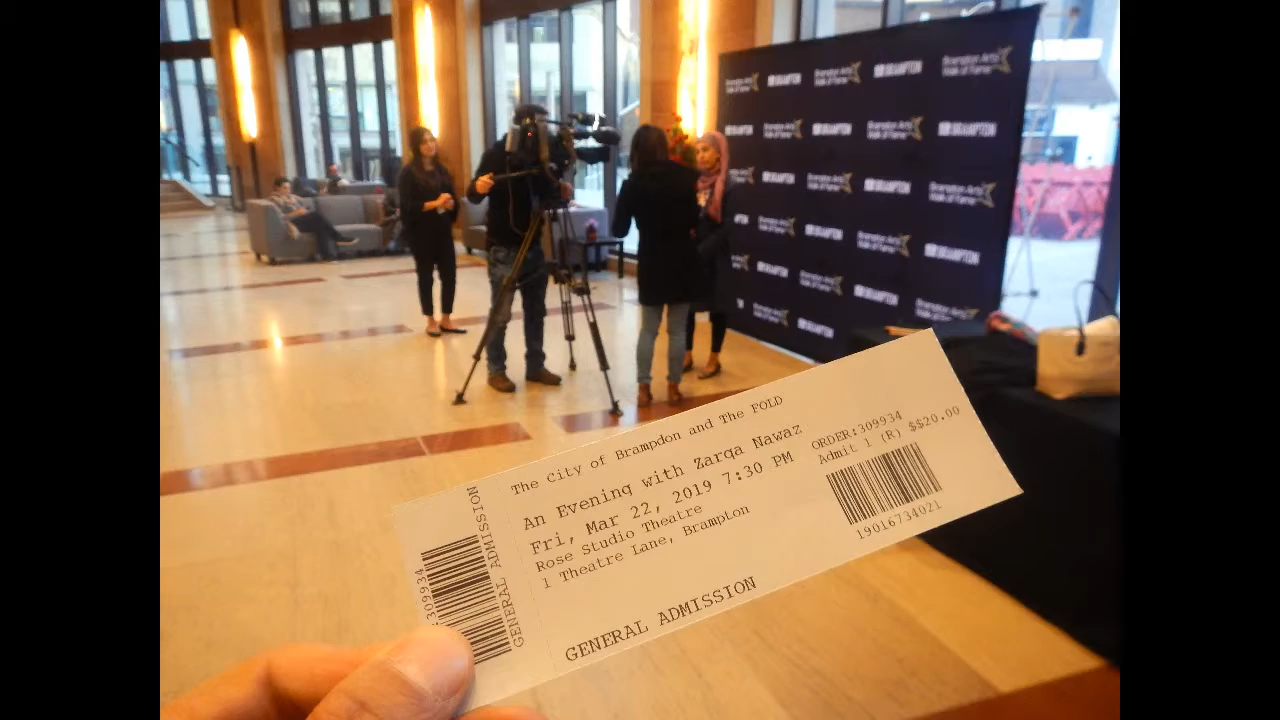 Brampton Arts
Walk of Fame
BRAMPTON
The City of Brampdon and The FOLD
An Evening with Zarqa Nawaz
Fri, Mar 22, 2019 7:30 PM
Rose Studio Theatre
1 Theatre Lane, Brampton
GENERAL ADMISSION
ORDER:309934
Admit 1 (R) $$20.00
19016734021
309934
GENERAL ADMISSION